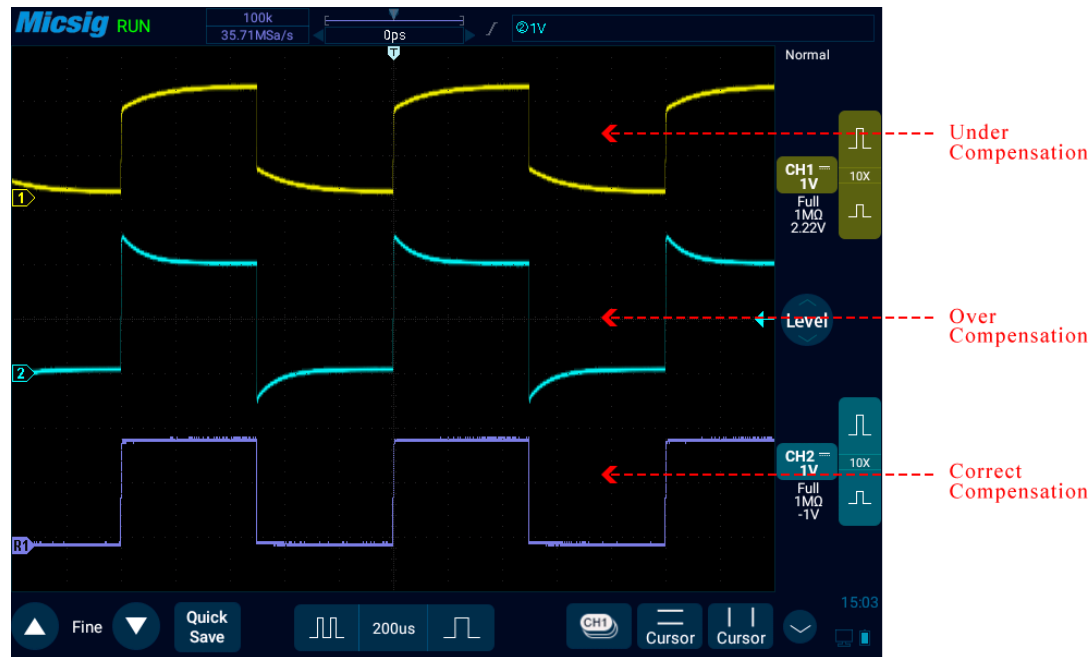 Micsig RUN
100k
35.71MSa/s
0ps
②1V
T
Normal
Under
Compensation
CH1
1V
10X
Full
1MΩ
2.22V
1
Level
Over
Compensation
2
CH2
1V
10X
Full
1MΩ
-1V
Correct
Compensation
R1
15:03
Fine
Quick
Save
200us
CH1
Cursor
Cursor